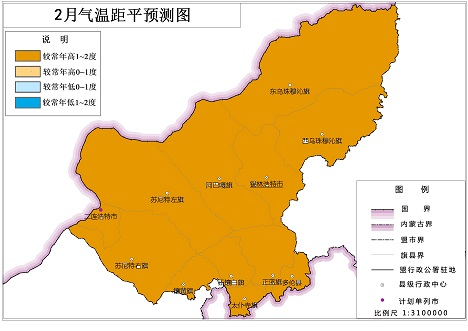 2月气温距平预测图
说 明
较常年高1~2度
较常年高0~1度
较常年低0~1度
较常年低1~2度
东乌珠穆沁旗
西乌珠穆沁旗
阿巴嘎旗
锡林浩特市
苏尼特左旗
二连浩特市
苏尼特右旗
镶黄旗
正蓝旗
多伦县
太仆寺旗
图 例
国 界
内蒙古界
盟市界
旗县界
盟行政公署驻地
县级行政中心
计划单列市
比例尺 1:3100000